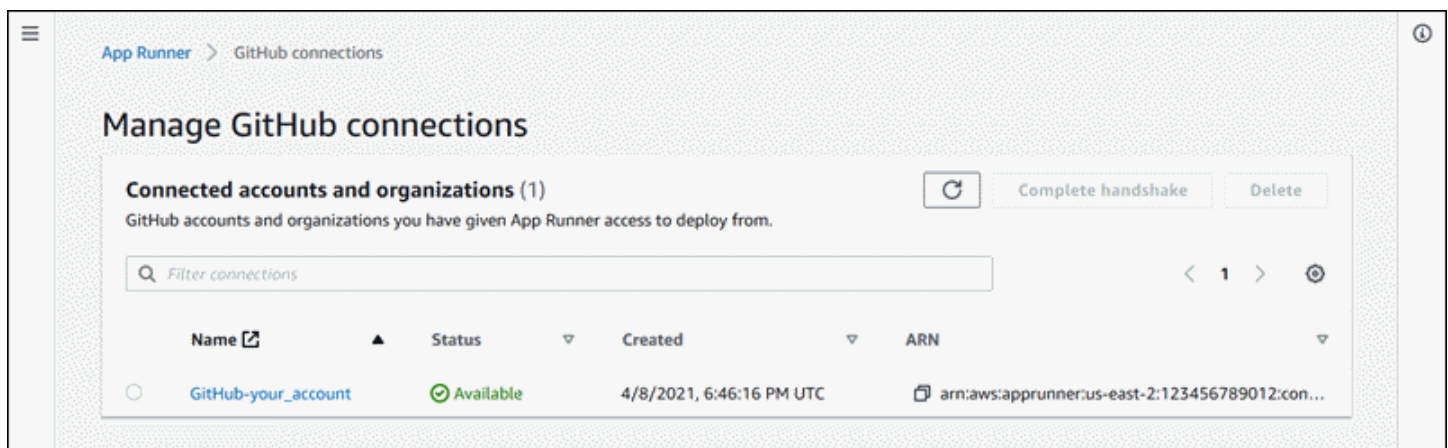 App Runner > GitHub connections
Manage GitHub connections
Connected accounts and organizations (1)
Complete handshake
Delete
GitHub accounts and organizations you have given App Runner access to deploy from.
Filter connections
< 1 >
Name Status Created ARN
GitHub-your_account Available 4/8/2021, 6:46:16 PM UTC arn:aws:apprunner:us-east-2:123456789012:con...